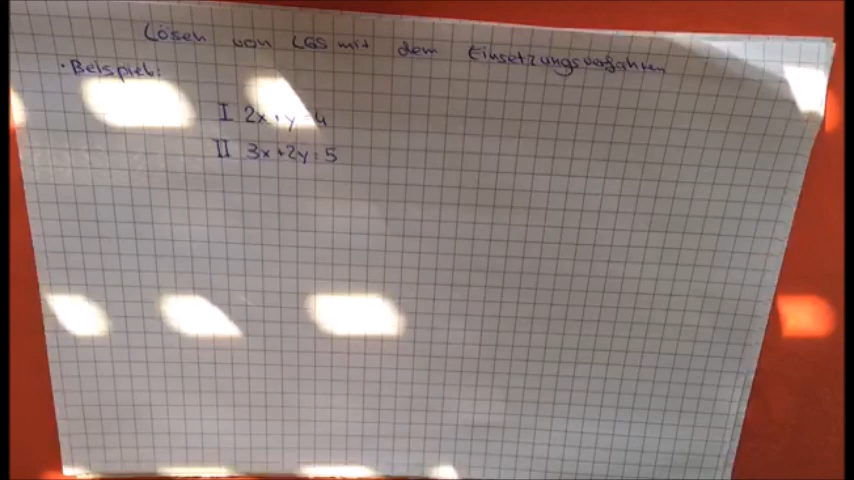 Lösen von LGS mit dem Einsetzungsverfahren
· Beispiel:
I 2x+y=4
II 3x+2y=5